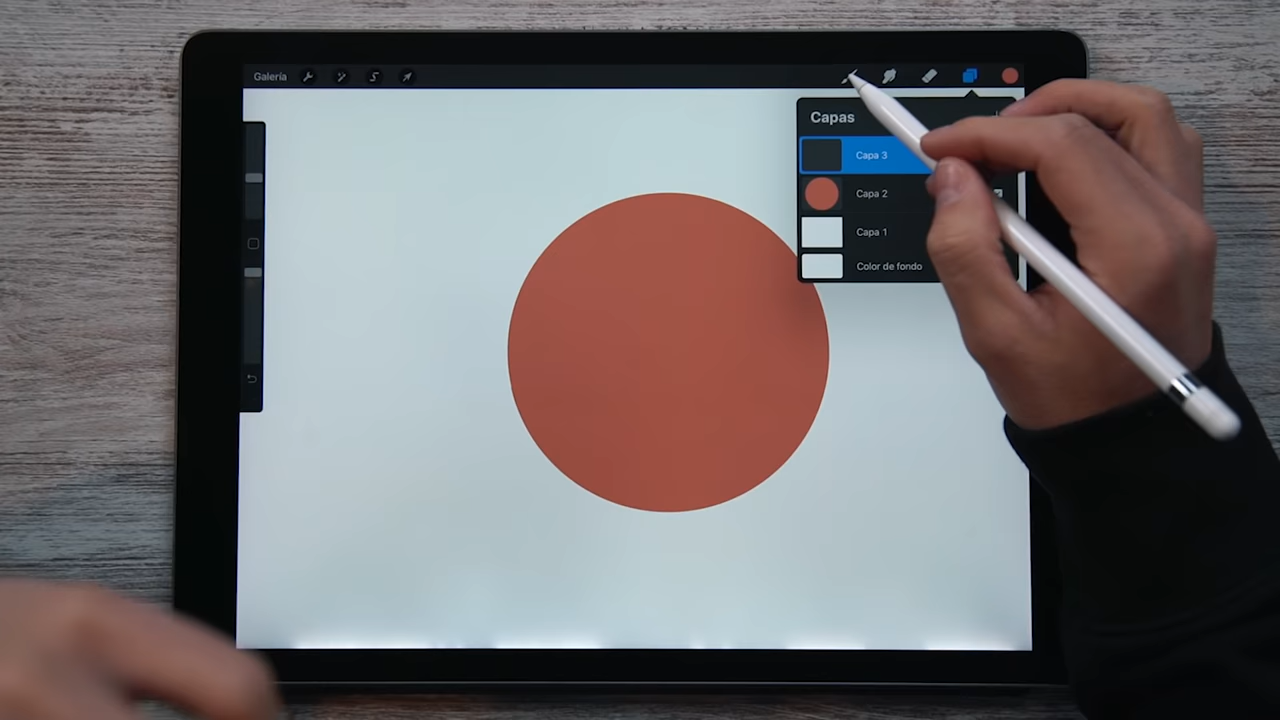 Galería
Capas
Capa 3
Capa 2
Capa 1
Color de fondo